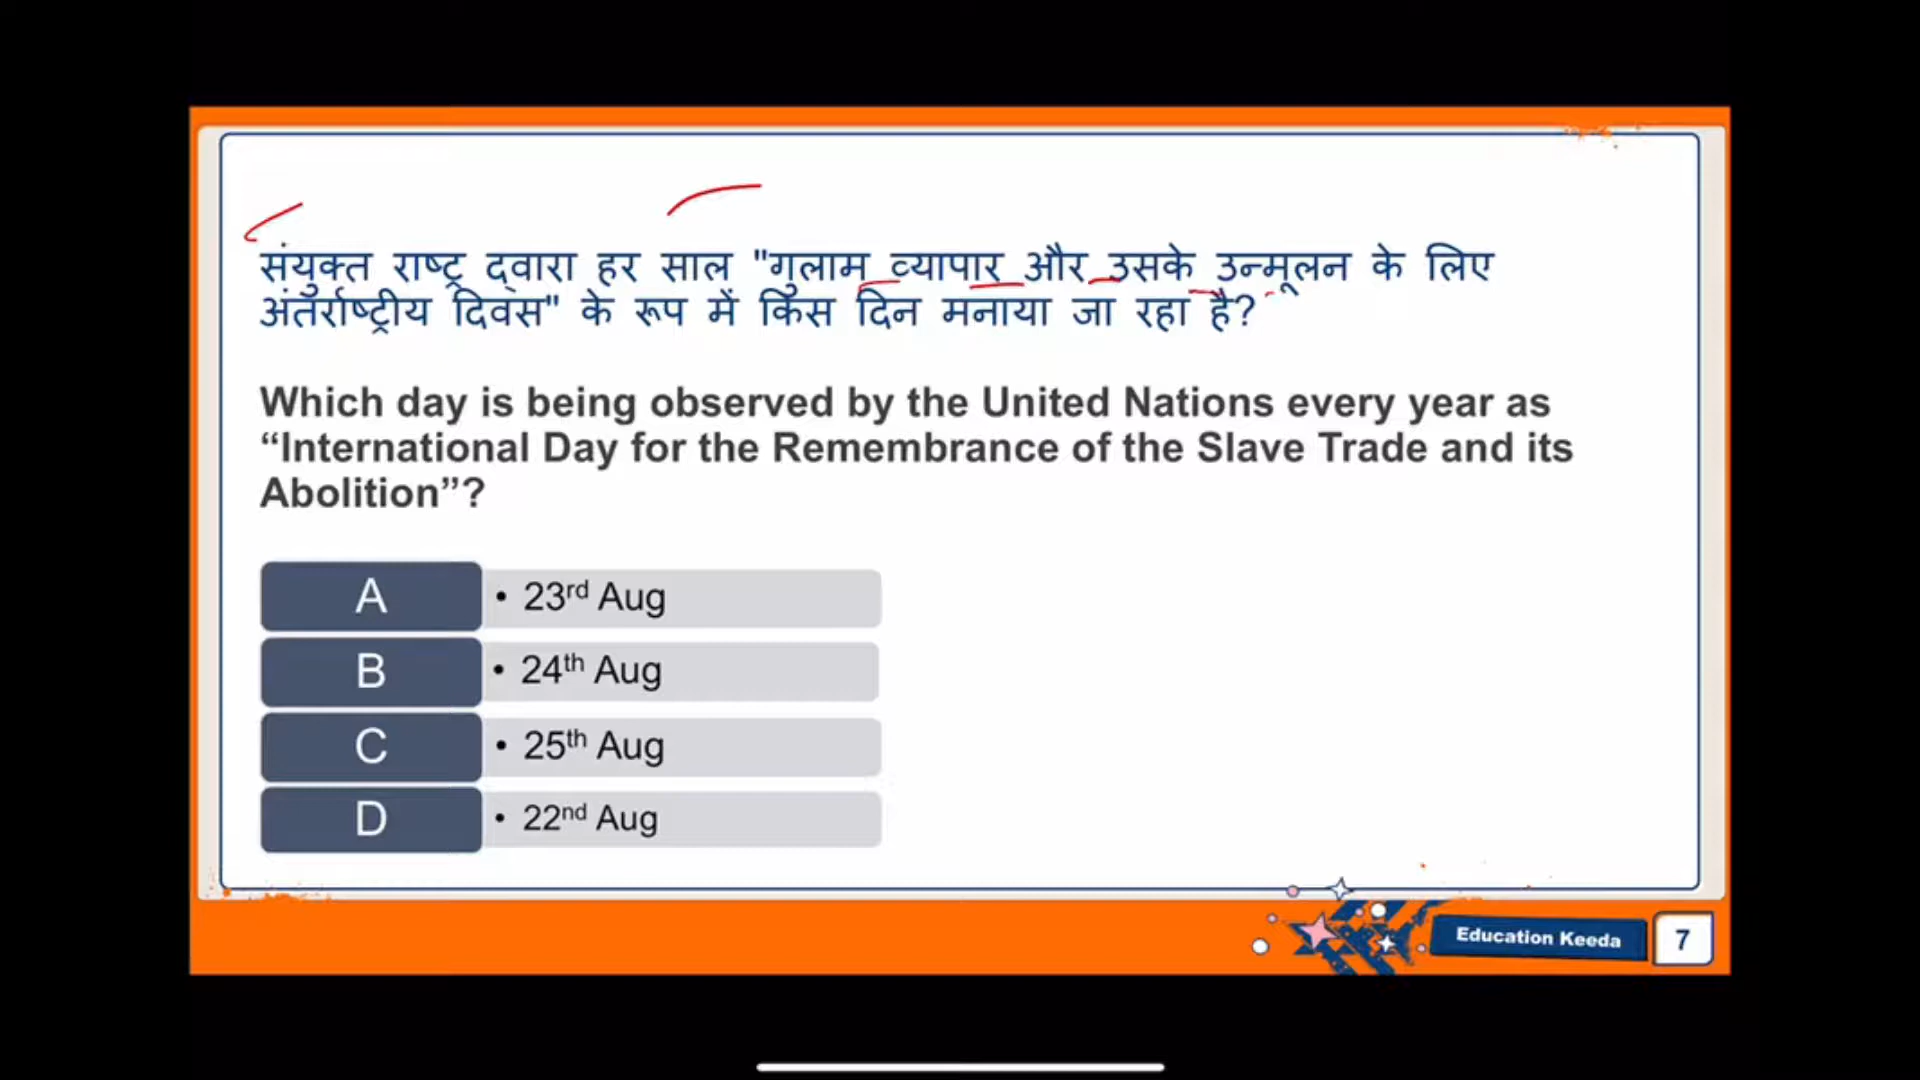 संयुक्त राष्ट्र द्वारा हर साल "गुलाम व्यापार और उसके उन्मूलन के लिए
अंतर्राष्ट्रीय दिवस" के रूप में किस दिन मनाया जा रहा है?
Which day is being observed by the United Nations every year as
“International Day for the Remembrance of the Slave Trade and its
Abolition”?
A • 23rd Aug
B • 24th Aug
C • 25th Aug
D • 22nd Aug
Education Keeda 7